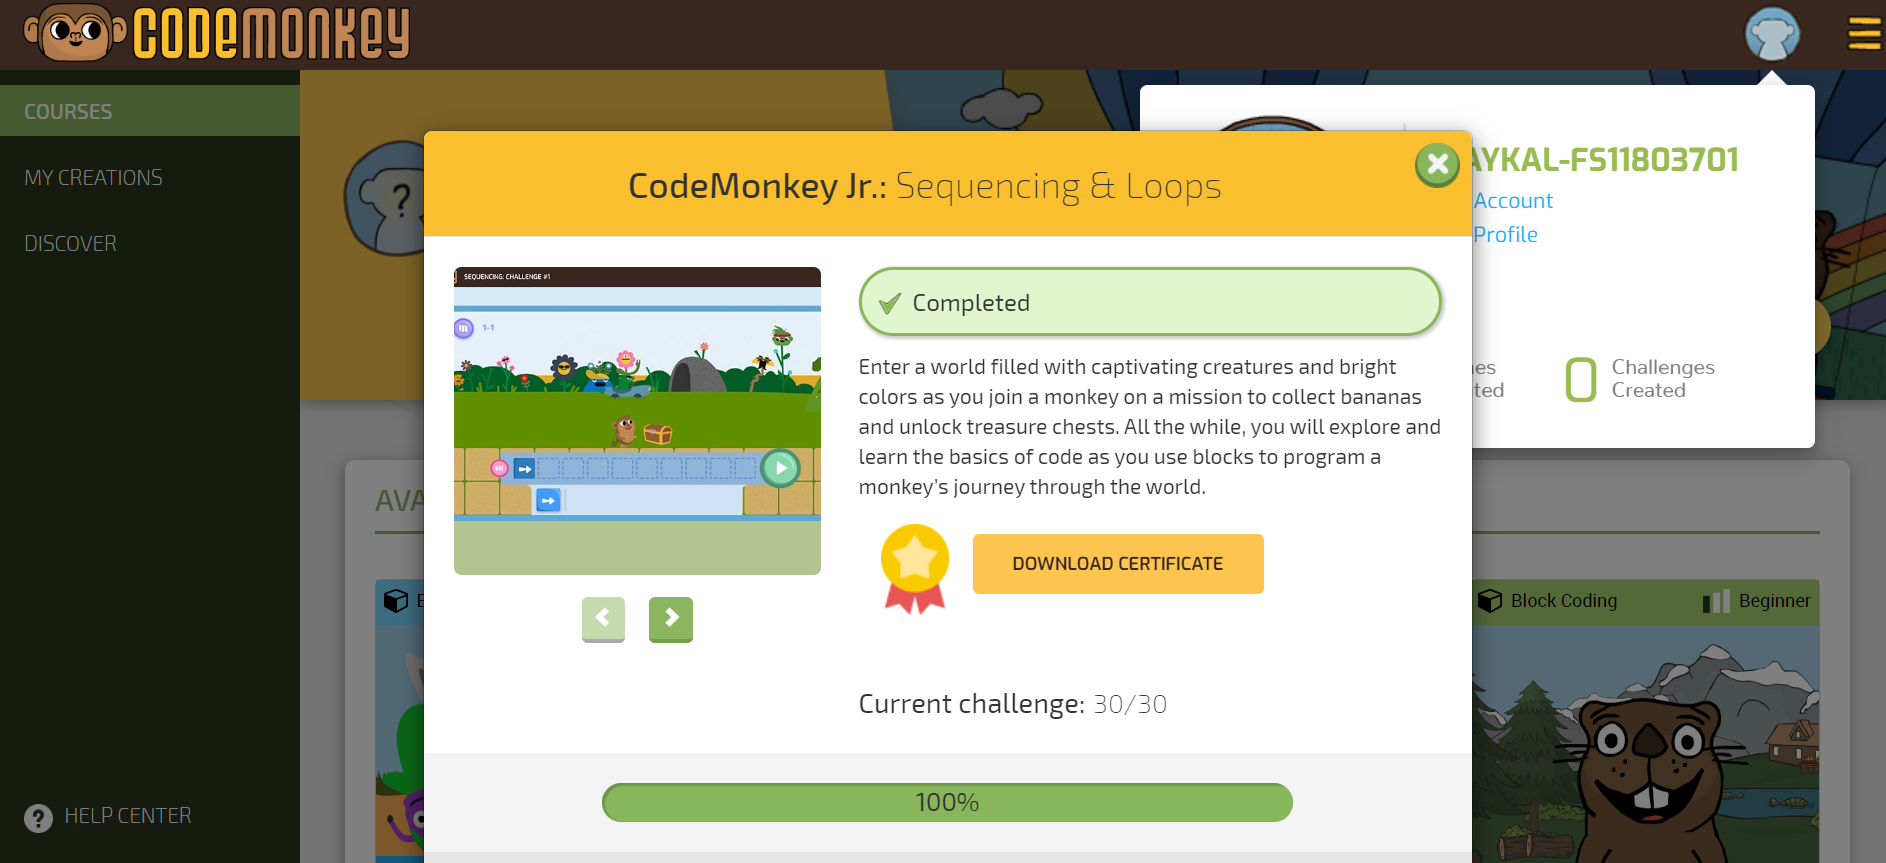 CODEMONKEY
COURSES
MY CREATIONS
DISCOVER
HELP CENTER
AYKAL-FS11803701
Account
Profile
Challenges
Created
CodeMonkey Jr.: Sequencing & Loops
SEQUENCING: CHALLENGE #1
1-1
?
Completed
Enter a world filled with captivating creatures and bright
colors as you join a monkey on a mission to collect bananas
and unlock treasure chests. All the while, you will explore and
learn the basics of code as you use blocks to program a
monkey's journey through the world.
DOWNLOAD CERTIFICATE
Current challenge: 30/30
100%
0
AVA
Block Coding
Beginner